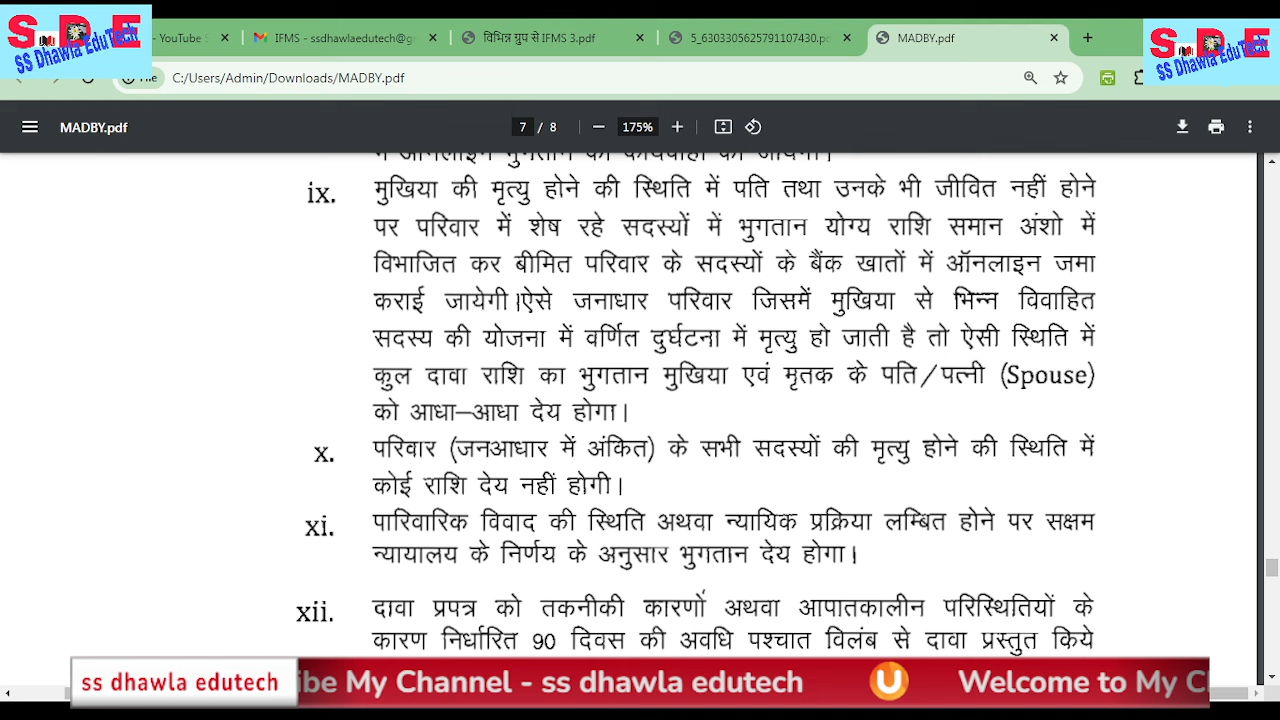 S D E
SS Dhawla EduTech
- YouTube S
IFMS - ssdhawlaedutech@gm
विभिन्न ग्रुप से IFMS 3.pdf
5_6303305625791107430.pd
MADBY.pdf
S D E
SS Dhawla EduTech
File
C:/Users/Admin/Downloads/MADBY.pdf
MADBY.pdf
7 / 8
175%
ix. मुखिया की मृत्यु होने की स्थिति में पति तथा उनके भी जीवित नहीं होने
पर परिवार में शेष रहे सदस्यों में भुगतान योग्य राशि समान अंशो में
विभाजित कर बीमित परिवार के सदस्यों के बैंक खातों में ऑनलाइन जमा
कराई जायेगी।ऐसे जनाधार परिवार जिसमें मुखिया से भिन्न विवाहित
सदस्य की योजना में वर्णित दुर्घटना में मृत्यु हो जाती है तो ऐसी स्थिति में
कुल दावा राशि का भुगतान मुखिया एवं मृतक के पति/पत्नी (Spouse)
को आधा–आधा देय होगा।
x. परिवार (जनआधार में अंकित) के सभी सदस्यों की मृत्यु होने की स्थिति में
कोई राशि देय नहीं होगी।
xi. पारिवारिक विवाद की स्थिति अथवा न्यायिक प्रक्रिया लम्बित होने पर सक्षम
न्यायालय के निर्णय के अनुसार भुगतान देय होगा।
xii. दावा प्रपत्र को तकनीकी कारणों अथवा आपातकालीन परिस्थितियों के
कारण निर्धारित 90 दिवस की अवधि पश्चात विलंब से दावा प्रस्तुत किये
ss dhawla edutech
ibe My Channel - ss dhawla edutech
Welcome to My C